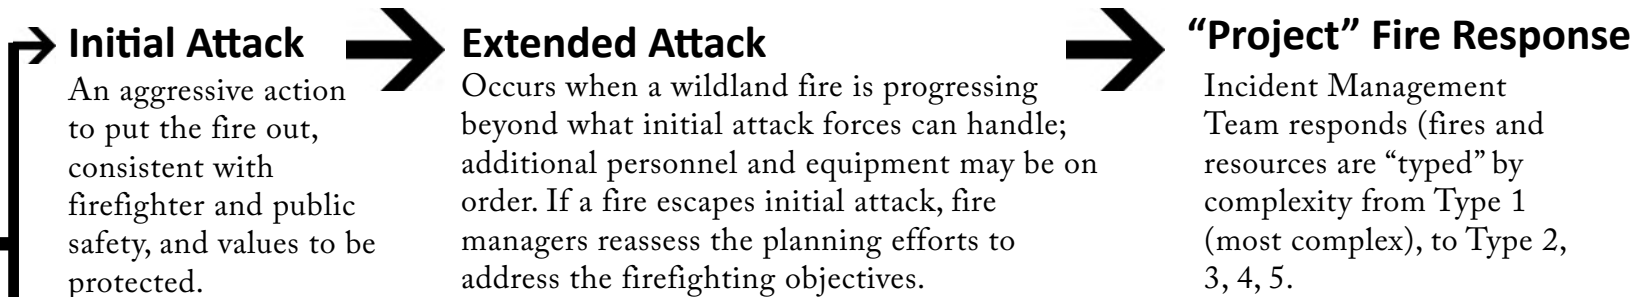 Initial Attack
An aggressive action
to put the fire out,
consistent with
firefighter and public
safety, and values to be
protected.
Extended Attack
Occurs when a wildland fire is progressing
beyond what initial attack forces can handle;
additional personnel and equipment may be on
order. If a fire escapes initial attack, fire
managers reassess the planning efforts to
address the firefighting objectives.
“Project” Fire Response
Incident Management
Team responds (fires and
resources are “typed” by
complexity from Type 1
(most complex), to Type 2,
3, 4, 5.